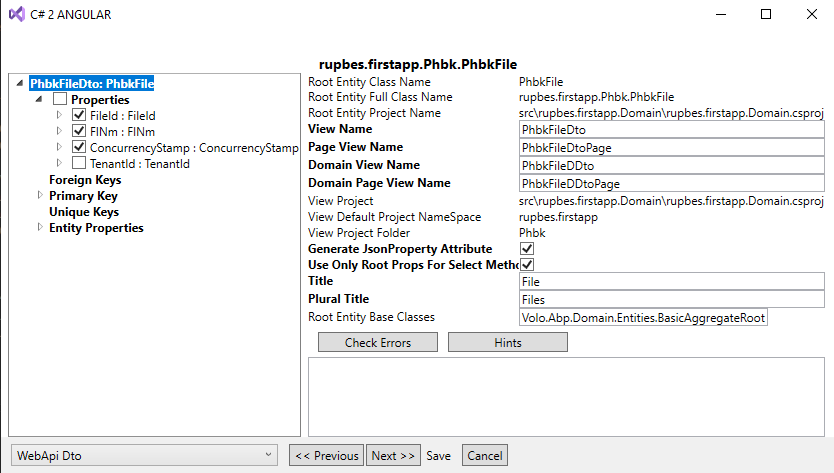 C# 2 ANGULAR
rupbes.firstapp.Phbk.PhbkFile
PhbkFileDto: PhbkFile
Properties
FileId : FileId
FlNm : FlNm
ConcurrencyStamp : ConcurrencyStamp
TenantId : TenantId
Foreign Keys
Primary Key
Unique Keys
Entity Properties
Root Entity Class Name PhbkFile
Root Entity Full Class Name rupbes.firstapp.Phbk.PhbkFile
Root Entity Project Name src\rupbes.firstapp.Domain\rupbes.firstapp.Domain.csproj
View Name PhbkFileDto
Page View Name PhbkFileDtoPage
Domain View Name PhbkFileDDto
Domain Page View Name PhbkFileDDtoPage
View Project src\rupbes.firstapp.Domain\rupbes.firstapp.Domain.csproj
View Default Project NameSpace rupbes.firstapp
View Project Folder Phbk
Generate JsonProperty Attribute
Use Only Root Props For Select Metho
Title File
Plural Title Files
Root Entity Base Classes Volo.Abp.Domain.Entities.BasicAggregateRoot
Check Errors Hints
WebApi Dto << Previous Next >> Save Cancel